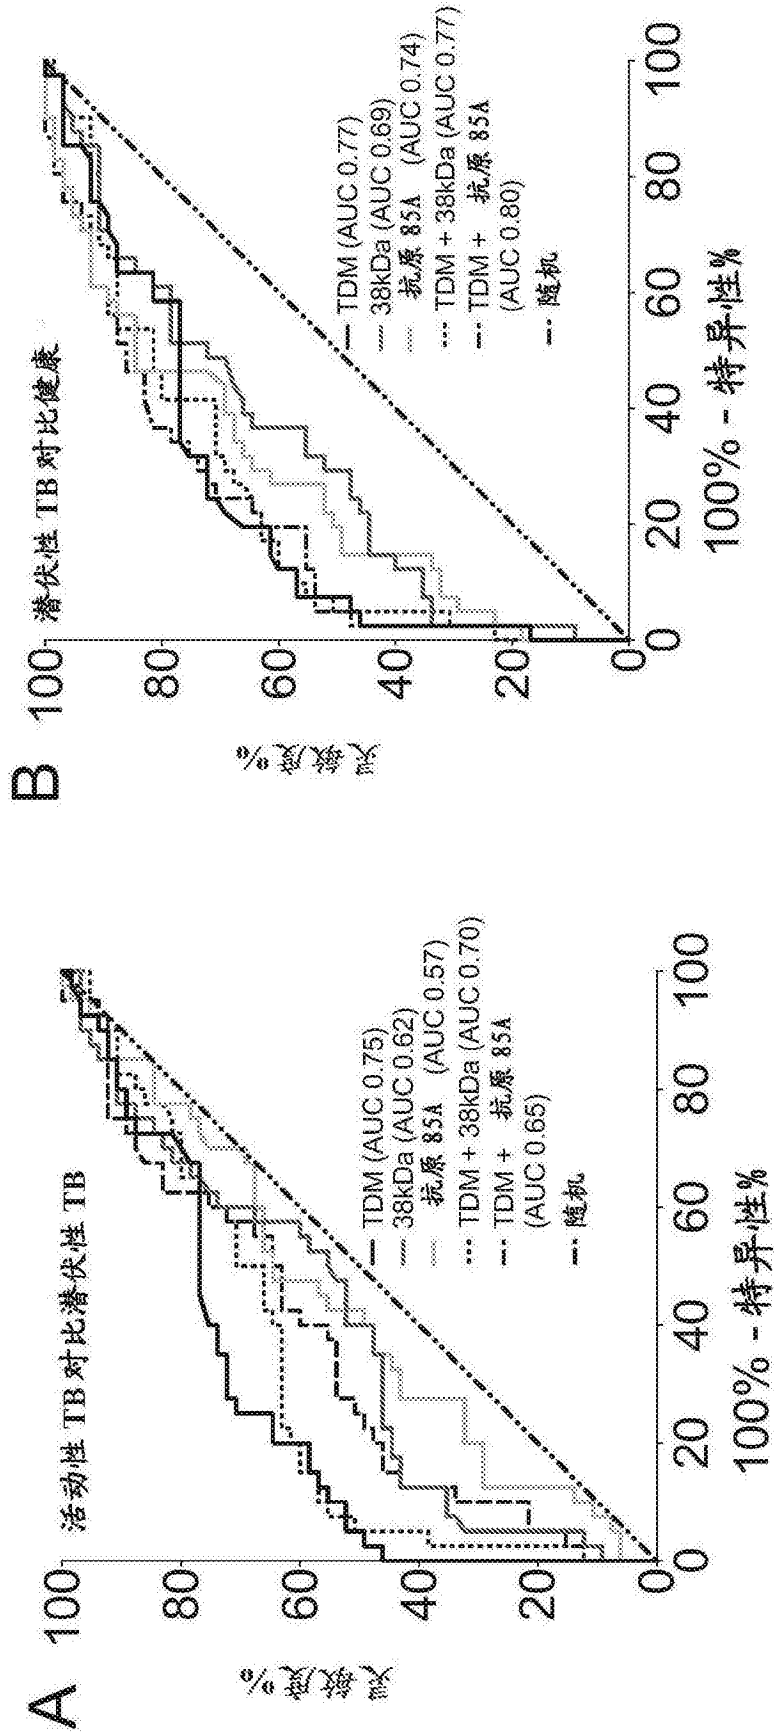 A
活动性 TB 对比潜伏性 TB
灵敏度%
100
80
60
40
20
0
0 20 40 60 80 100
100% - 特异性%
TDM (AUC 0.75)
38kDa (AUC 0.62)
抗原 85A (AUC 0.57)
TDM + 38kDa (AUC 0.70)
TDM + 抗原 85A
(AUC 0.65)
随机
B
潜伏性 TB 对比健康
灵敏度%
100
80
60
40
20
0
0 20 40 60 80 100
100% - 特异性%
TDM (AUC 0.77)
38kDa (AUC 0.69)
抗原 85A (AUC 0.74)
TDM + 38kDa (AUC 0.77)
TDM + 抗原 85A
(AUC 0.80)
随机